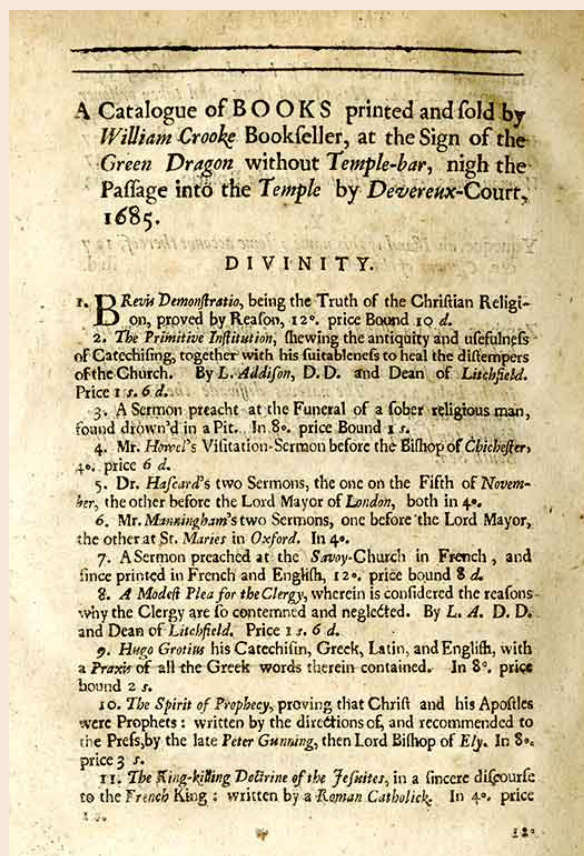 A Catalogue of BOOKS printed and ſold by
William Crooke Bookſeller, at the Sign of the
Green Dragon without Temple-bar, nigh the
Paſſage into the Temple by Devereux-Court,
1685.
DIVINITY.
1. BRevis Demonſtratio, being the Truth of the Chriſtian Religi-
on, proved by Reaſon, 12°. price Bound 10 d.
2. The Primitive Inſtitution, ſhewing the antiquity and uſefulneſs
of Catechiſing, together with his ſuitableneſs to heal the diſtempers
of the Church. By L. Addiſon, D. D. and Dean of Litchfield.
Price 1 s. 6 d.
3. A Sermon preacht at the Funeral of a ſober religious man,
found drown'd in a Pit. In 8°. price Bound 1 s.
4. Mr. Howel's Viſitation-Sermon before the Biſhop of Chicheſter,
4°. price 6 d.
5. Dr. Haſcard's two Sermons, the one on the Fifth of Novem-
ber, the other before the Lord Mayor of London, both in 4°.
6. Mr. Manningham's two Sermons, one before the Lord Mayor,
the other at St. Maries in Oxford. In 4°.
7. A Sermon preached at the Savoy-Church in French, and
ſince printed in French and Engliſh, 12°. price bound 8 d.
8. A Modeſt Plea for the Clergy, wherein is conſidered the reaſons
why the Clergy are ſo contemned and neglected. By L. A. D. D.
and Dean of Litchfield. Price 1 s. 6 d.
9. Hugo Grotius his Catechiſm, Greek, Latin, and Engliſh, with
a Praxis of all the Greek words therein contained. In 8°. price
bound 2 s.
10. The Spirit of Prophecy, proving that Chriſt and his Apoſtles
were Prophets: written by the directions of, and recommended to
the Preſs, by the late Peter Gunning, then Lord Biſhop of Ely. In 8°.
price 3 s.
11. The King-killing Doctrine of the Jeſuites, in a ſincere diſcourſe
to the French King: written by a Roman Catholick. In 4°. price
1 s.
12.